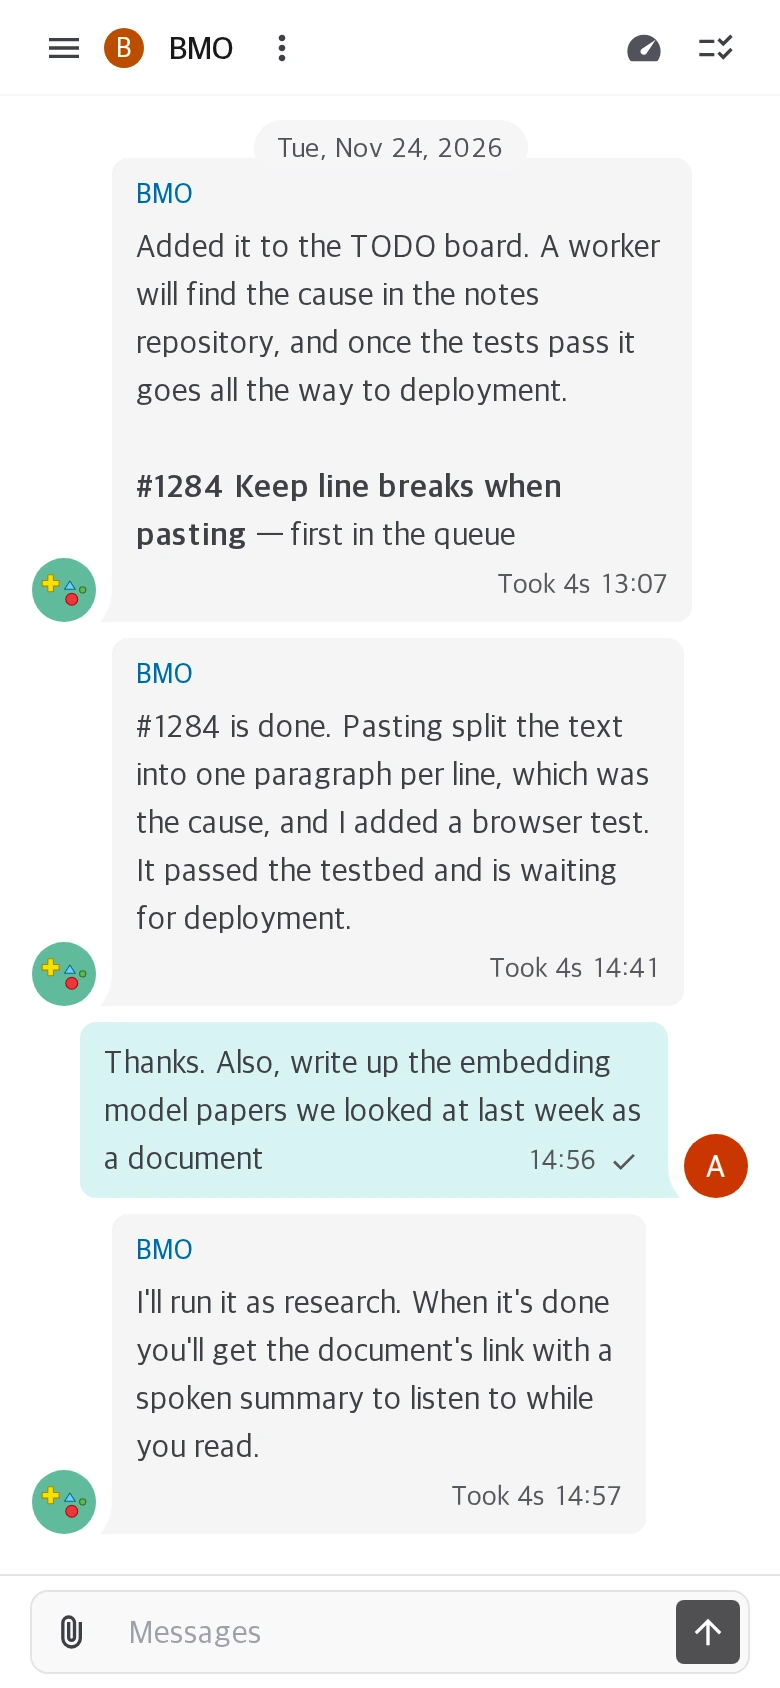 B BMO
Tue, Nov 24, 2026
BMO
Added it to the TODO board. A worker
will find the cause in the notes
repository, and once the tests pass it
goes all the way to deployment.
#1284 Keep line breaks when
pasting — first in the queue
Took 4s 13:07
BMO
#1284 is done. Pasting split the text
into one paragraph per line, which was
the cause, and I added a browser test.
It passed the testbed and is waiting
for deployment.
Took 4s 14:41
Thanks. Also, write up the embedding
model papers we looked at last week as
a document 14:56
A
BMO
I'll run it as research. When it's done
you'll get the document's link with a
spoken summary to listen to while
you read.
Took 4s 14:57
Messages